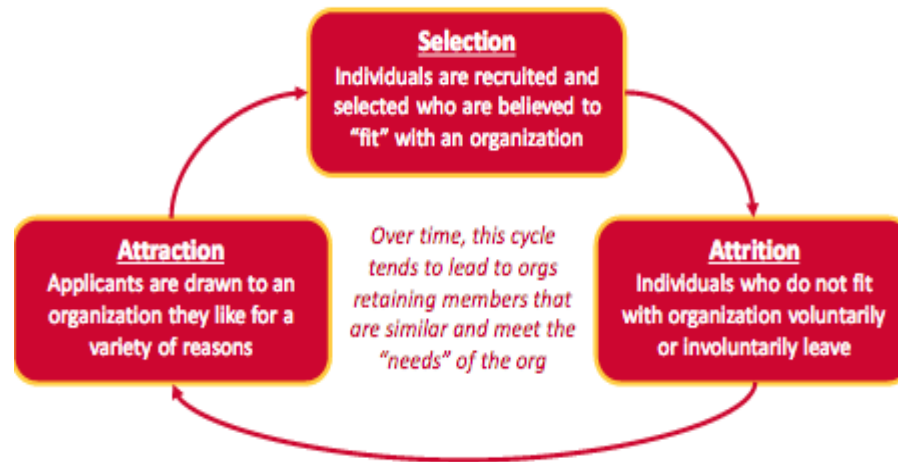 Selection
Individuals are recruited and
selected who are believed to
“fit” with an organization
Attraction
Applicants are drawn to an
organization they like for a
variety of reasons
Over time, this cycle
tends to lead to orgs
retaining members that
are similar and meet the
“needs” of the org
Attrition
Individuals who do not fit
with organization voluntarily
or involuntarily leave